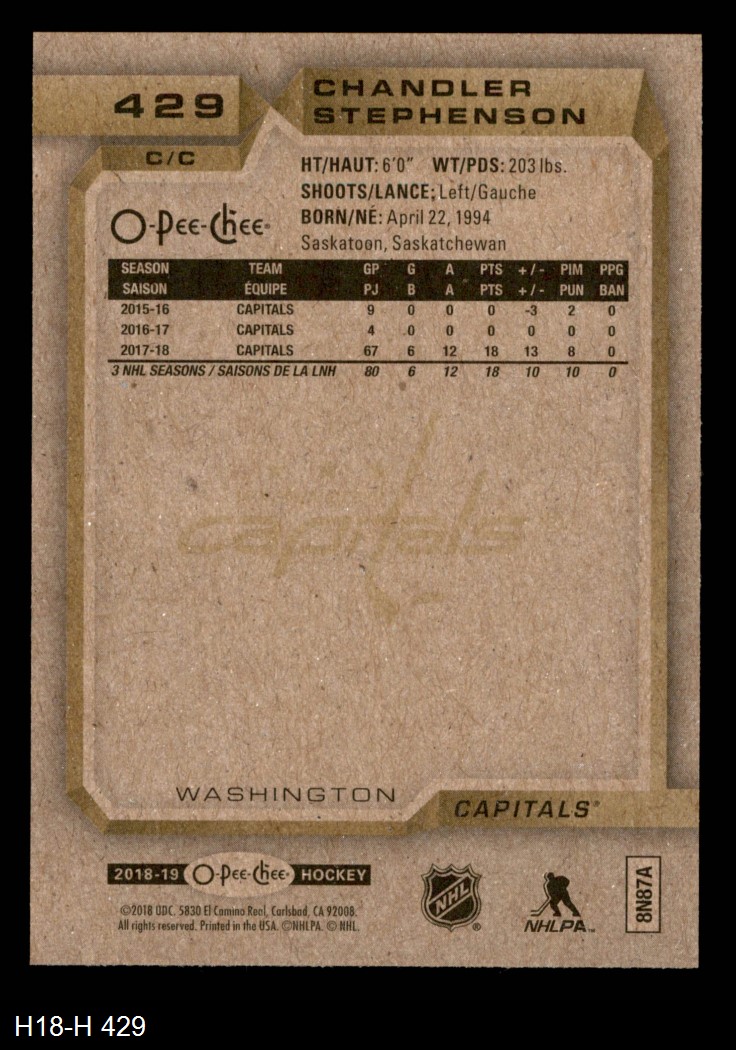 429
CHANDLER
STEPHENSON
C/C
HT/HAUT: 6'0" WT/PDS: 203 lbs.
SHOOTS/LANCE: Left/Gauche
O-Pee-Chee
BORN/NÉ: April 22, 1994
Saskatoon, Saskatchewan
SEASON TEAM GP G A PTS +/- PIM PPG
SAISON ÉQUIPE PJ B A PTS +/- PUN BAN
2015-16 CAPITALS 9 0 0 0 -3 2 0
2016-17 CAPITALS 4 0 0 0 0 0 0
2017-18 CAPITALS 67 6 12 18 13 8 0
3 NHL SEASONS / SAISONS DE LA LNH 80 6 12 18 10 10 0
capitals
WASHINGTON
CAPITALS
2018-19 O-Pee-Chee HOCKEY
©2018 UDC. 5830 El Camino Real, Carlsbad, CA 92008.
All rights reserved. Printed in the USA. ©NHLPA. © NHL.
NHL
NHLPA
8N87A
H18-H 429